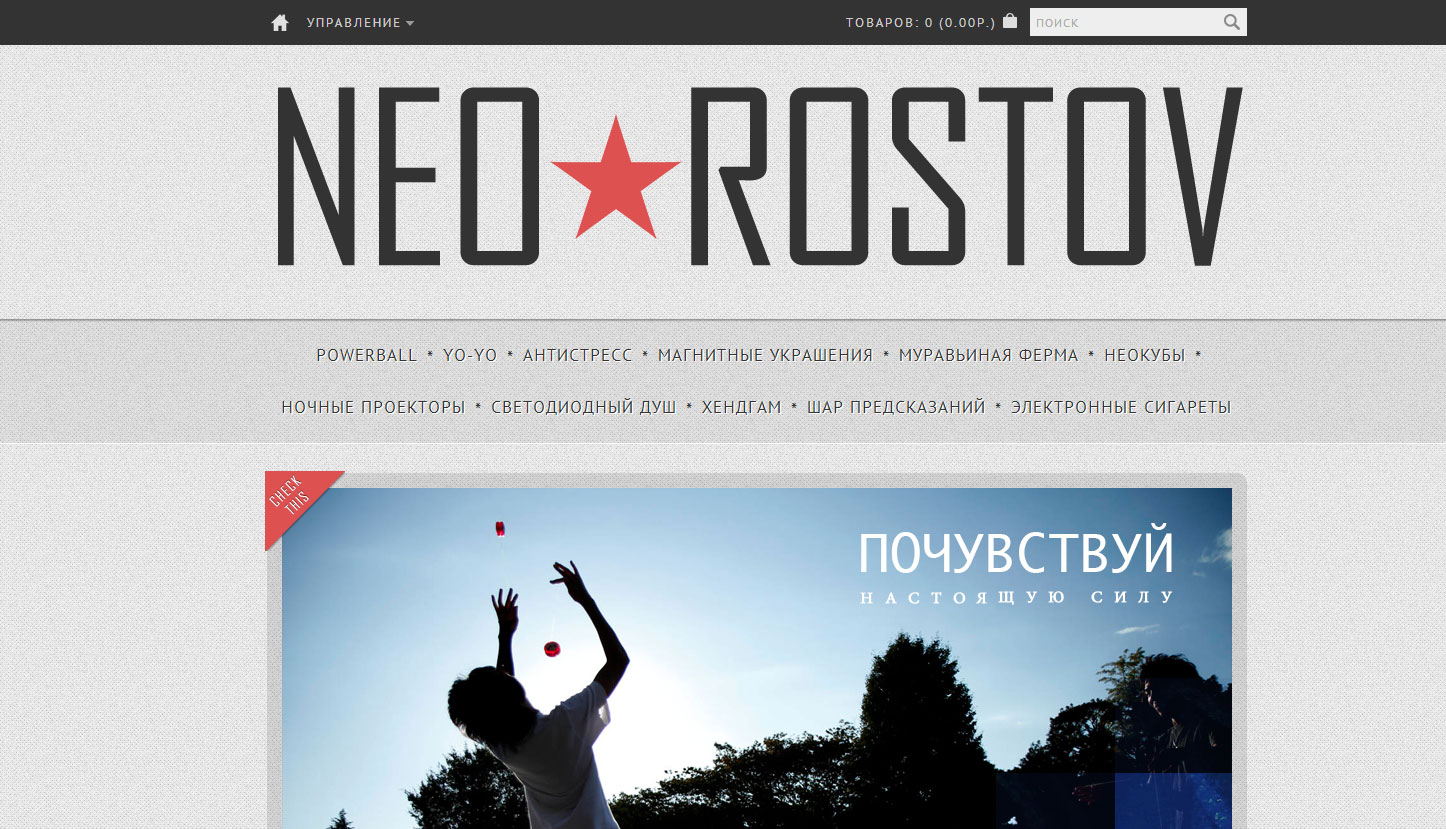 УПРАВЛЕНИЕ
ТОВАРОВ: 0 (0.00Р.)
ПОИСК
NEO ROSTOV
POWERBALL * YO-YO * АНТИСТРЕСС * МАГНИТНЫЕ УКРАШЕНИЯ * МУРАВЬИНАЯ ФЕРМА * НЕОКУБЫ *
НОЧНЫЕ ПРОЕКТОРЫ * СВЕТОДИОДНЫЙ ДУШ * ХЕНДГАМ * ШАР ПРЕДСКАЗАНИЙ * ЭЛЕКТРОННЫЕ СИГАРЕТЫ
CHECK
THIS
ПОЧУВСТВУЙ
НАСТОЯЩУЮ СИЛУ